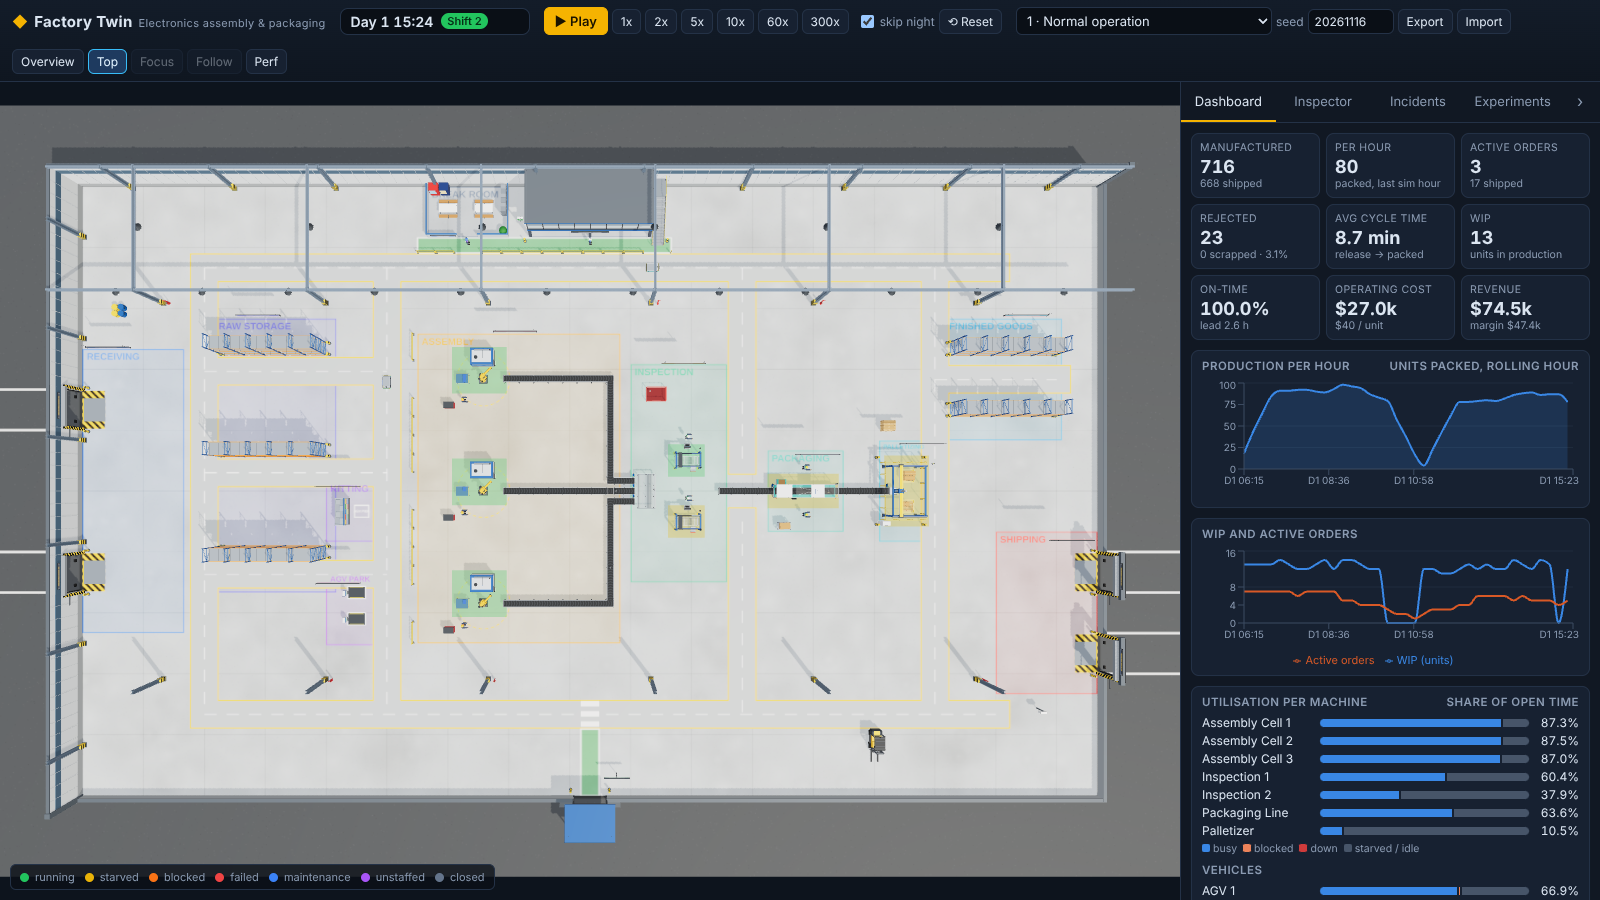 Factory Twin Electronics assembly & packaging
Day 1 15:24 Shift 2
Play 1x 2x 5x 10x 60x 300x skip night Reset
1 · Normal operation seed 20261116 Export Import
Overview Top Focus Follow Perf
Dashboard Inspector Incidents Experiments
MANUFACTURED
716
668 shipped
PER HOUR
80
packed, last sim hour
ACTIVE ORDERS
3
17 shipped
REJECTED
23
0 scrapped · 3.1%
AVG CYCLE TIME
8.7 min
release → packed
WIP
13
units in production
ON-TIME
100.0%
lead 2.6 h
OPERATING COST
$27.0k
$40 / unit
REVENUE
$74.5k
margin $47.4k
PRODUCTION PER HOUR UNITS PACKED, ROLLING HOUR
100
75
50
25
0
D1 06:15 D1 08:36 D1 10:58 D1 15:23
WIP AND ACTIVE ORDERS
16
8
4
0
D1 06:15 D1 08:36 D1 10:58 D1 15:23
Active orders WIP (units)
UTILISATION PER MACHINE SHARE OF OPEN TIME
Assembly Cell 1 87.3%
Assembly Cell 2 87.5%
Assembly Cell 3 87.0%
Inspection 1 60.4%
Inspection 2 37.9%
Packaging Line 63.6%
Palletizer 10.5%
busy blocked down starved / idle
VEHICLES
AGV 1 66.9%
RAW STORAGE
RECEIVING
INSPECTION
FINISHED GOODS
AGV PARK
SHIPPING
running starved blocked failed maintenance unstaffed closed